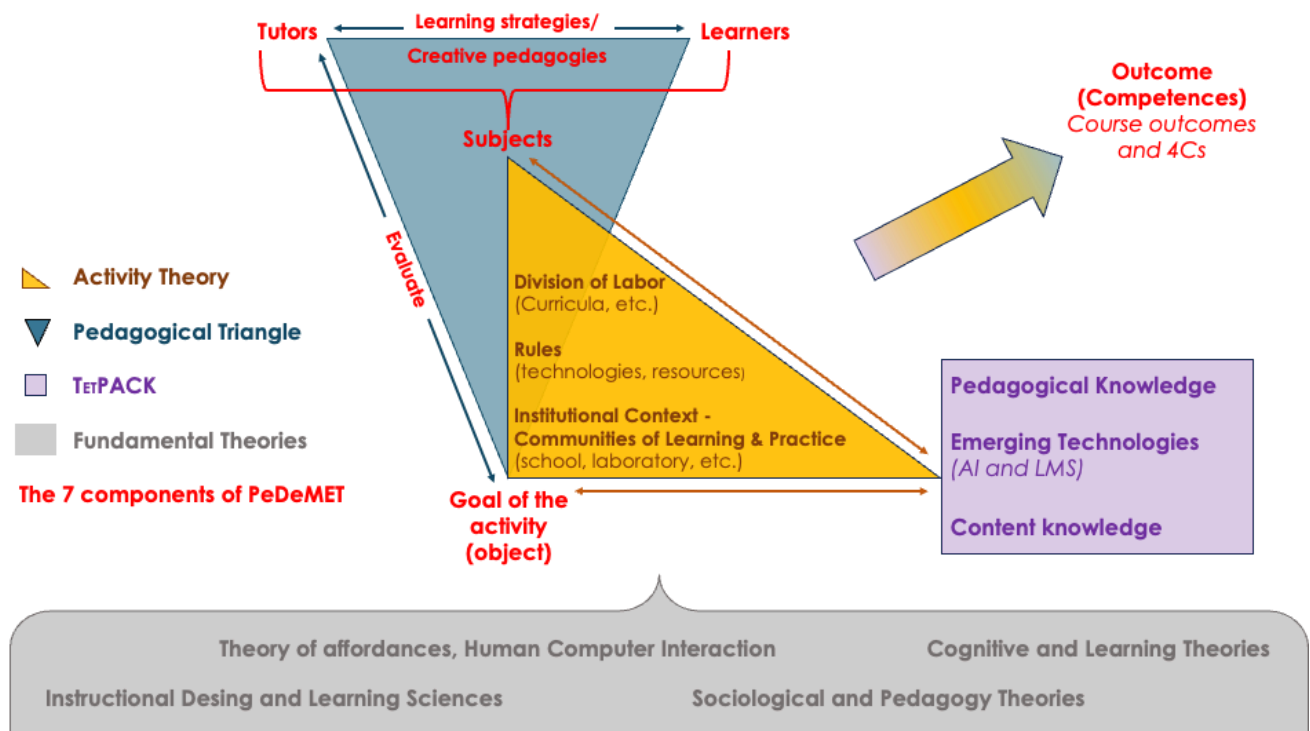 Tutors
Learning strategies/
Learners
Creative pedagogies
Subjects
Outcome
(Competences)
Course outcomes
and 4Cs
Evaluate
Activity Theory
Pedagogical Triangle
TETPACK
Fundamental Theories
The 7 components of PeDeMET
Division of Labor
(Curricula, etc.)
Rules
(technologies, resources)
Institutional Context -
Communities of Learning & Practice
(school, laboratory, etc.)
Goal of the
activity
(object)
Pedagogical Knowledge
Emerging Technologies
(AI and LMS)
Content knowledge
Theory of affordances, Human Computer Interaction
Cognitive and Learning Theories
Instructional Desing and Learning Sciences
Sociological and Pedagogy Theories